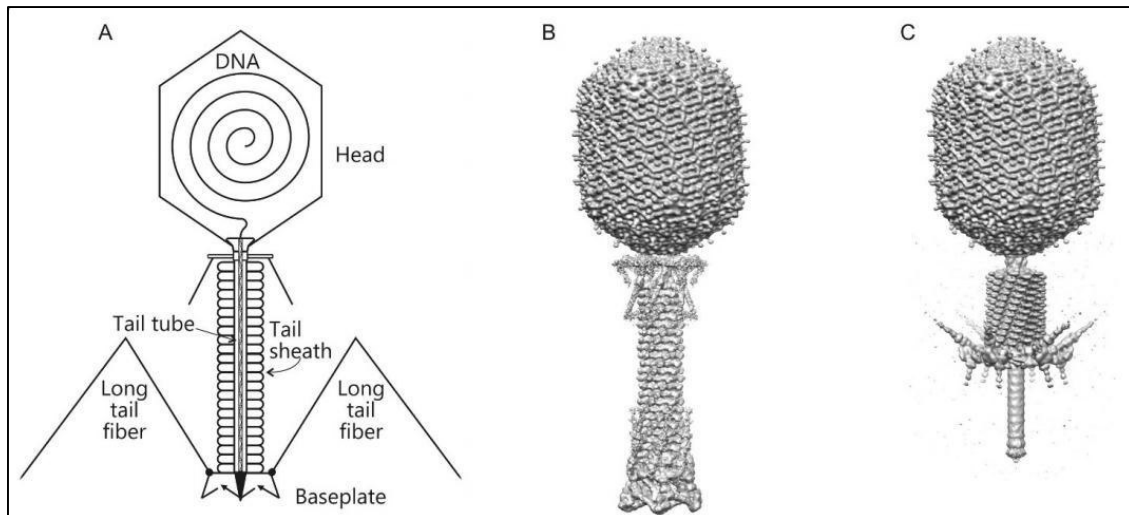 A
B
C
DNA
Head
Tail tube
Tail
sheath
Long
tail
fiber
Long
tail
fiber
Baseplate